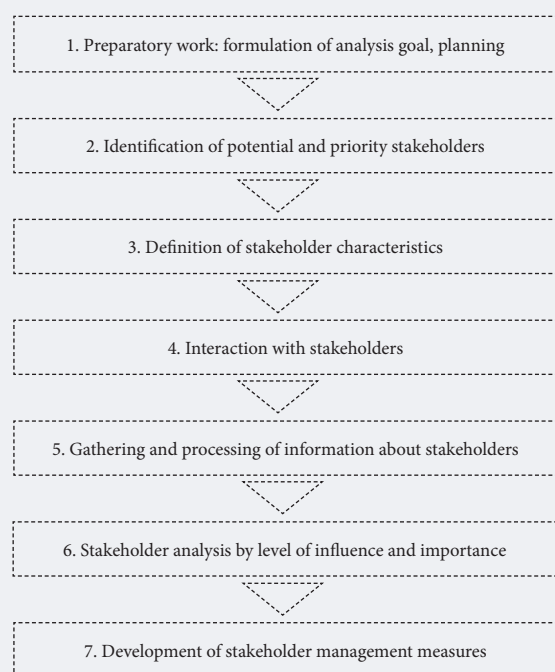 1. Preparatory work: formulation of analysis goal, planning
2. Identification of potential and priority stakeholders
3. Definition of stakeholder characteristics
4. Interaction with stakeholders
5. Gathering and processing of information about stakeholders
6. Stakeholder analysis by level of influence and importance
7. Development of stakeholder management measures